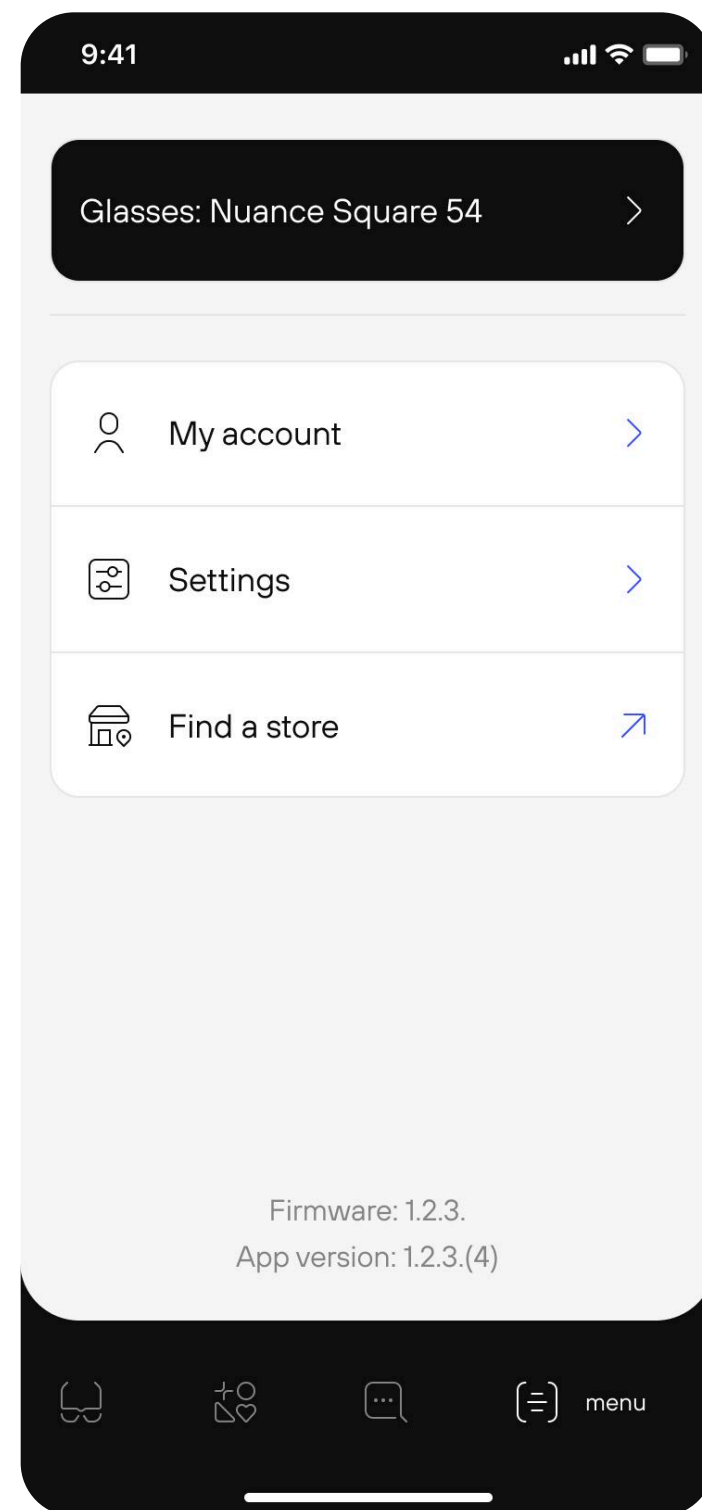 9:41
Glasses: Nuance Square 54
My account
Settings
Find a store
Firmware: 1.2.3.
App version: 1.2.3.(4)
menu